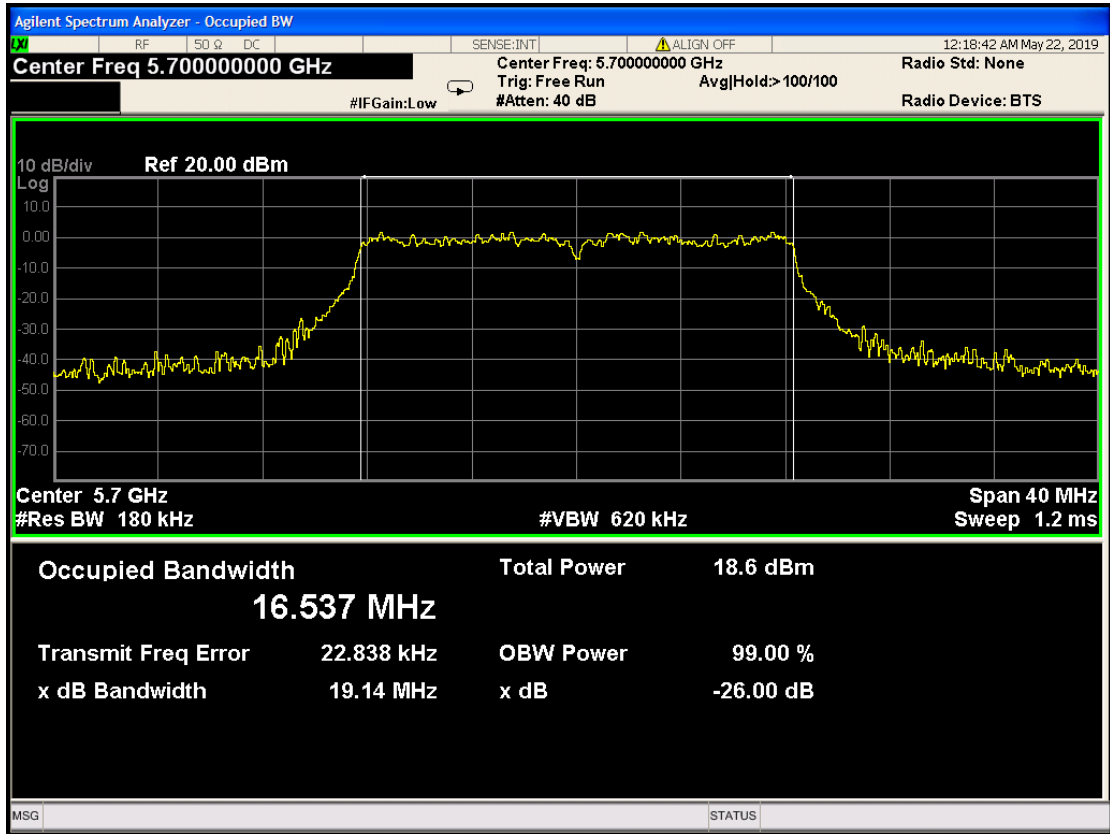 Agilent Spectrum Analyzer - Occupied BW
LXI RF 50 Ω DC SENSE:INT ALIGN OFF 12:18:42 AM May 22, 2019
Center Freq 5.700000000 GHz Center Freq: 5.700000000 GHz Radio Std: None
Trig: Free Run Avg|Hold:>100/100
#IFGain:Low #Atten: 40 dB Radio Device: BTS
10 dB/div Ref 20.00 dBm
Log
10.0
0.00
-10.0
-20.0
-30.0
-40.0
-50.0
-60.0
-70.0
Center 5.7 GHz Span 40 MHz
#Res BW 180 kHz #VBW 620 kHz Sweep 1.2 ms
Occupied Bandwidth Total Power 18.6 dBm
16.537 MHz
Transmit Freq Error 22.838 kHz OBW Power 99.00 %
x dB Bandwidth 19.14 MHz x dB -26.00 dB
MSG STATUS